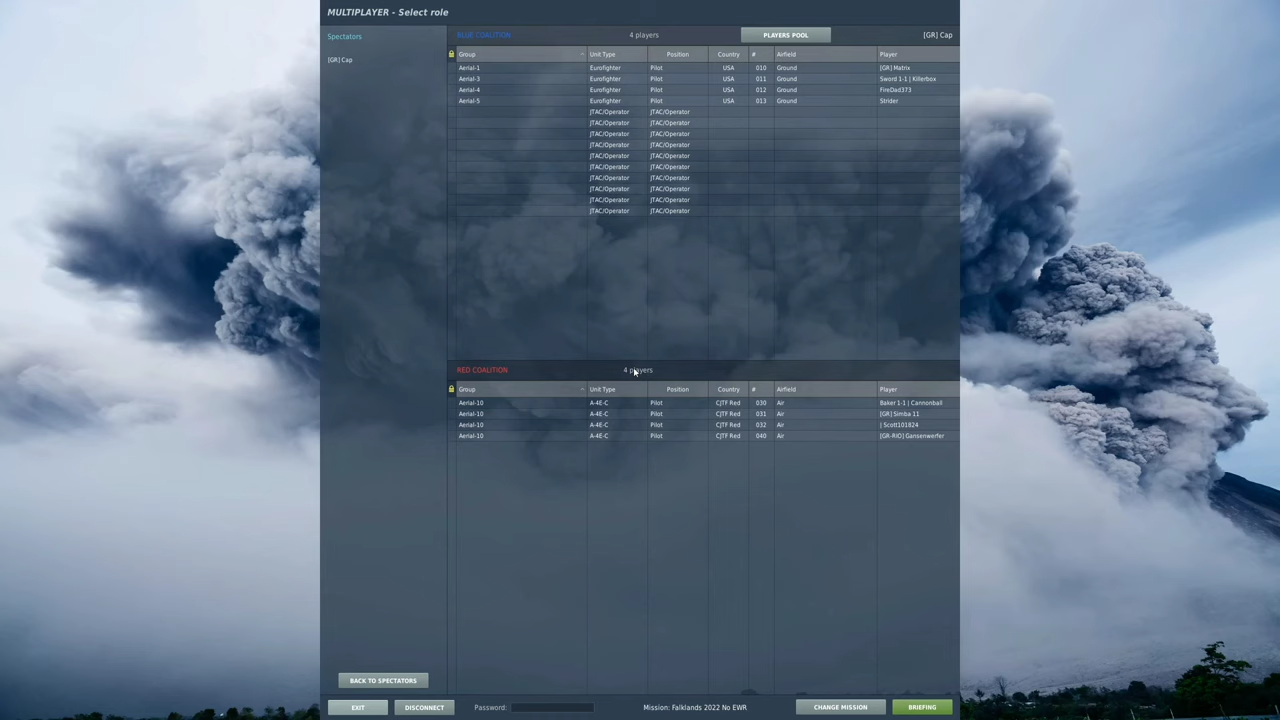 MULTIPLAYER - Select role
Spectators
[GR] Cap
BLUE COALITION 4 players PLAYERS POOL [GR] Cap
Group Unit Type Position Country # Airfield Player
Aerial-1 Eurofighter Pilot USA 010 Ground [GR] Matrix
Aerial-3 Eurofighter Pilot USA 011 Ground Sword 1-1 | Killerbox
Aerial-4 Eurofighter Pilot USA 012 Ground FireDad373
Aerial-5 Eurofighter Pilot USA 013 Ground Strider
JTAC/Operator JTAC/Operator
JTAC/Operator JTAC/Operator
JTAC/Operator JTAC/Operator
JTAC/Operator JTAC/Operator
JTAC/Operator JTAC/Operator
JTAC/Operator JTAC/Operator
JTAC/Operator JTAC/Operator
JTAC/Operator JTAC/Operator
JTAC/Operator JTAC/Operator
JTAC/Operator JTAC/Operator
RED COALITION 4 players
Group Unit Type Position Country # Airfield Player
Aerial-10 A-4E-C Pilot CJTF Red 030 Air Baker 1-1 | Cannonball
Aerial-10 A-4E-C Pilot CJTF Red 031 Air [GR] Simba 11
Aerial-10 A-4E-C Pilot CJTF Red 032 Air | Scott101824
Aerial-10 A-4E-C Pilot CJTF Red 040 Air [GR-RIO] Gansenwerfer
BACK TO SPECTATORS
EXIT DISCONNECT Password: Mission: Falklands 2022 No EWR CHANGE MISSION BRIEFING